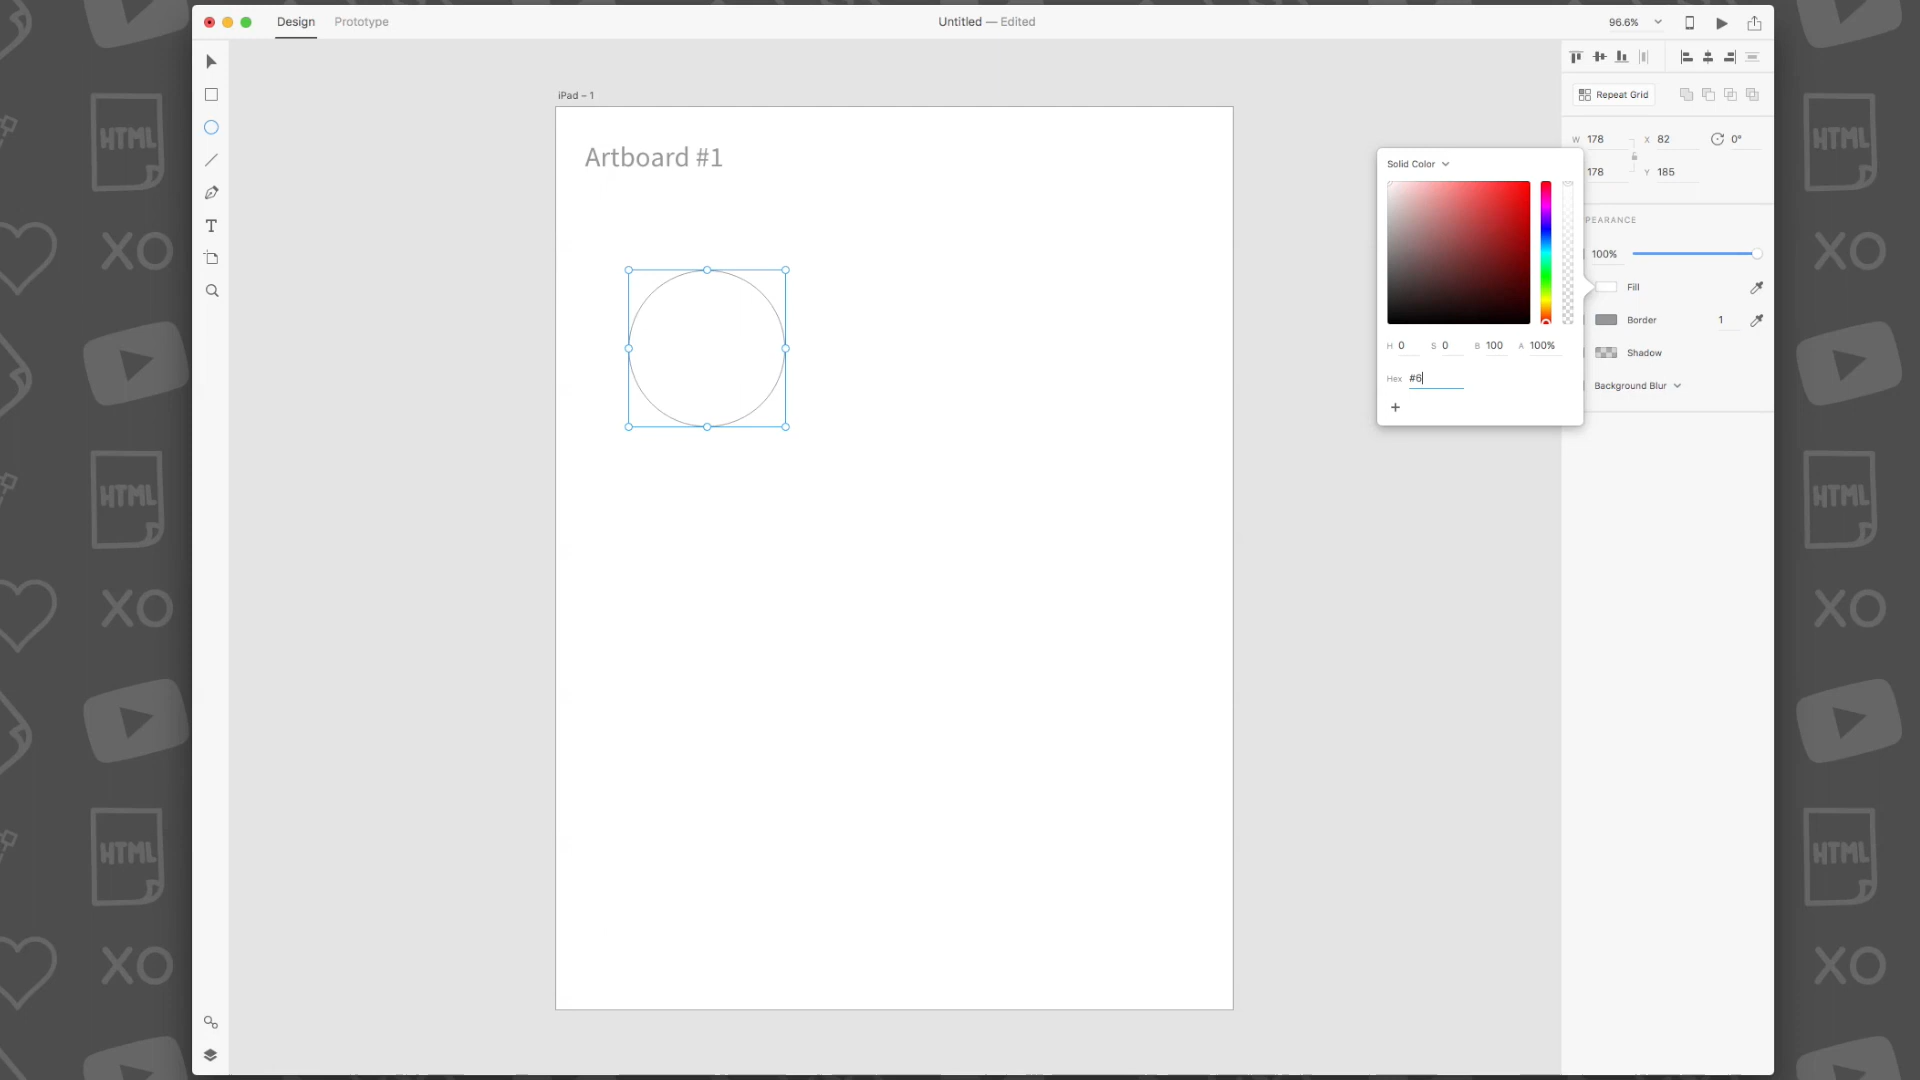 Design
Prototype
Untitled — Edited
96.6%
iPad – 1
Artboard #1
Repeat Grid
W 178
X 82
0°
178
Y 185
Solid Color
PEARANCE
100%
Fill
Border
1
Shadow
Background Blur
H 0
S 0
B 100
A 100%
Hex #6
HTML
XO
HTML
XO
HTML
XO
HTML
XO
HTML
XO
HTML
XO